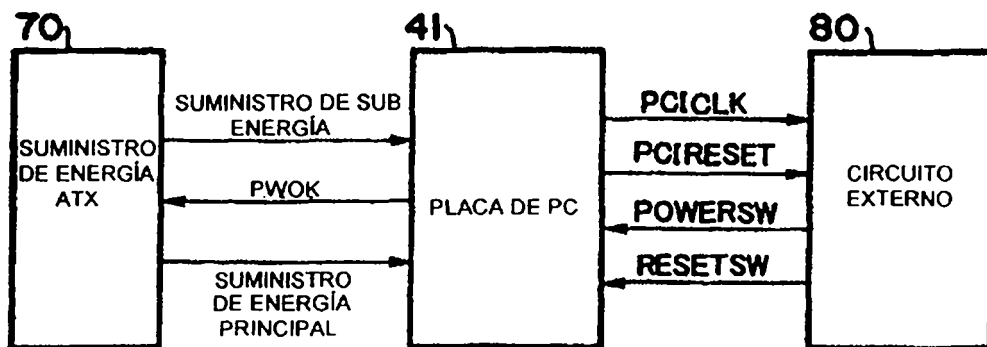 70
41
80
SUMINISTRO DE SUB
ENERGÍA
SUMINISTRO
DE ENERGÍA
ATX
PWOK
SUMINISTRO
DE ENERGÍA
PRINCIPAL
PLACA DE PC
PCICLK
PCIRESET
POWERSW
RESETSW
CIRCUITO
EXTERNO